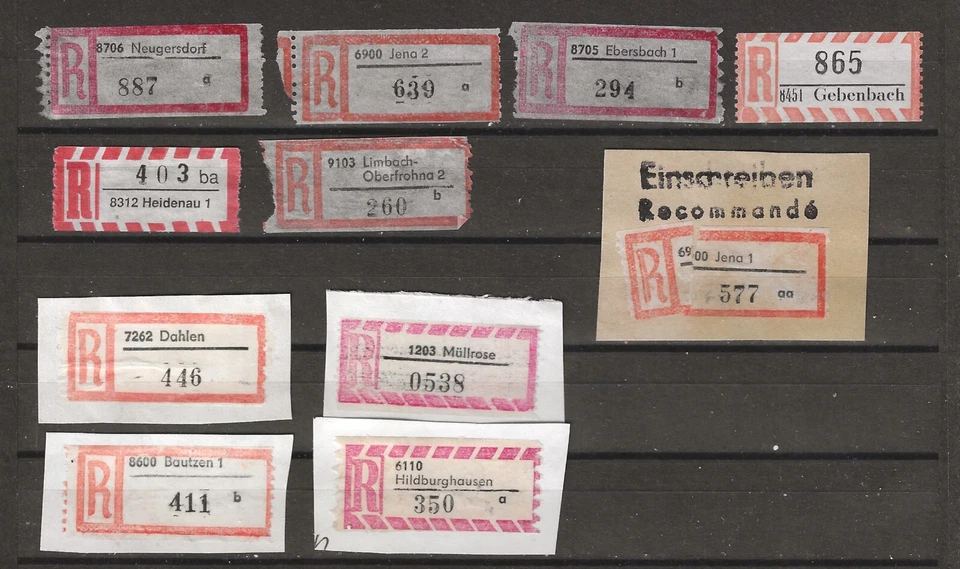 R
8706 Neugersdorf
887 a
R
6900 Jena 2
639 a
R
8705 Ebersbach 1
294 b
R
865
8451 Gebenbach
R
403 ba
8312 Heidenau 1
R
9103 Limbach-
Oberfrohna 2
260 b
Einschreiben
Recommandé
R
6900 Jena 1
577 aa
R
7262 Dahlen
446
R
1203 Müllrose
0538
R
8600 Bautzen 1
411 b
R
6110
Hildburghausen
350 a